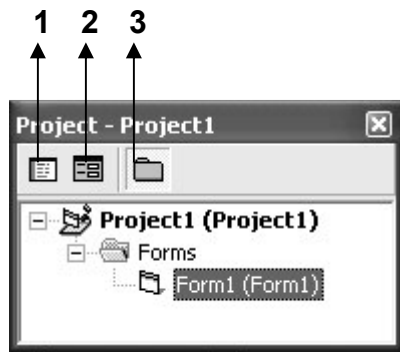 1 2 3
Project - Project1
Project1 (Project1)
Forms
Form1 (Form1)